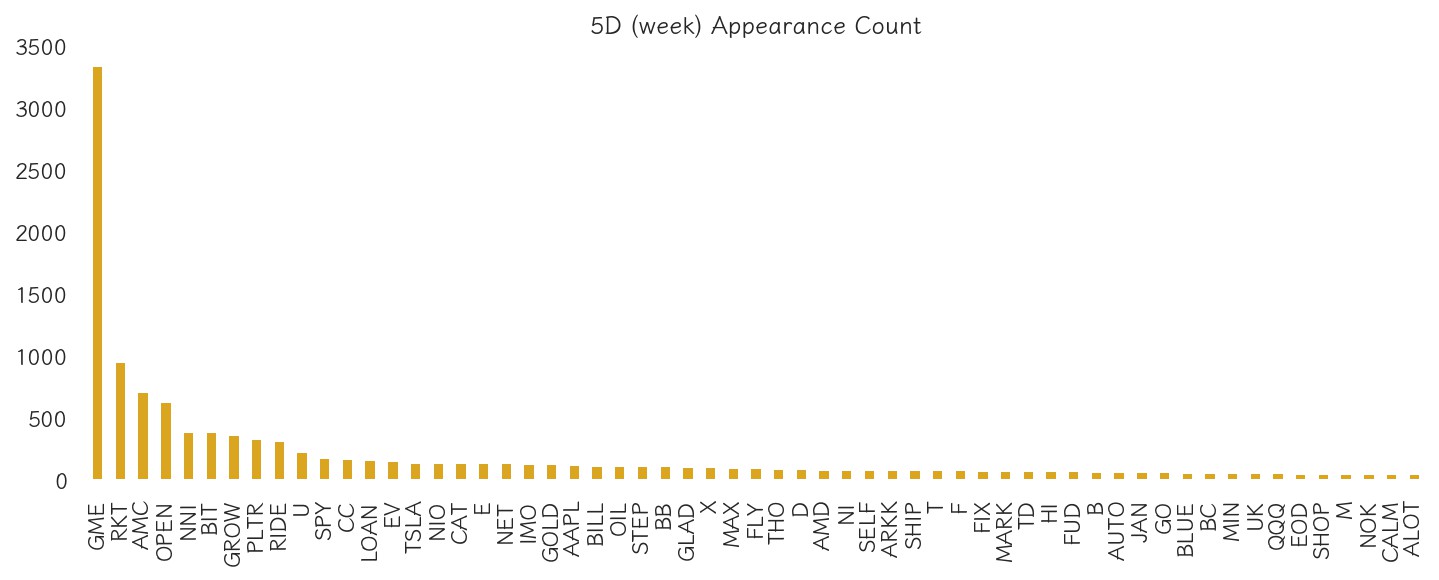 5D (week) Appearance Count
3500
3000
2500
2000
1500
1000
500
0
GME
RKT
AMC
OPEN
NNI
BIT
GROW
PLTR
RIDE
U
SPY
CC
LOAN
EV
TSLA
NIO
CAT
E
NET
IMO
GOLD
AAPL
BILL
OIL
STEP
BB
GLAD
X
MAX
FLY
THO
D
AMD
NI
SELF
ARKK
SHIP
T
F
FIX
MARK
TD
HI
FUD
B
AUTO
JAN
GO
BLUE
BC
MIN
UK
QQQ
EOD
SHOP
M
NOK
CALM
ALOT